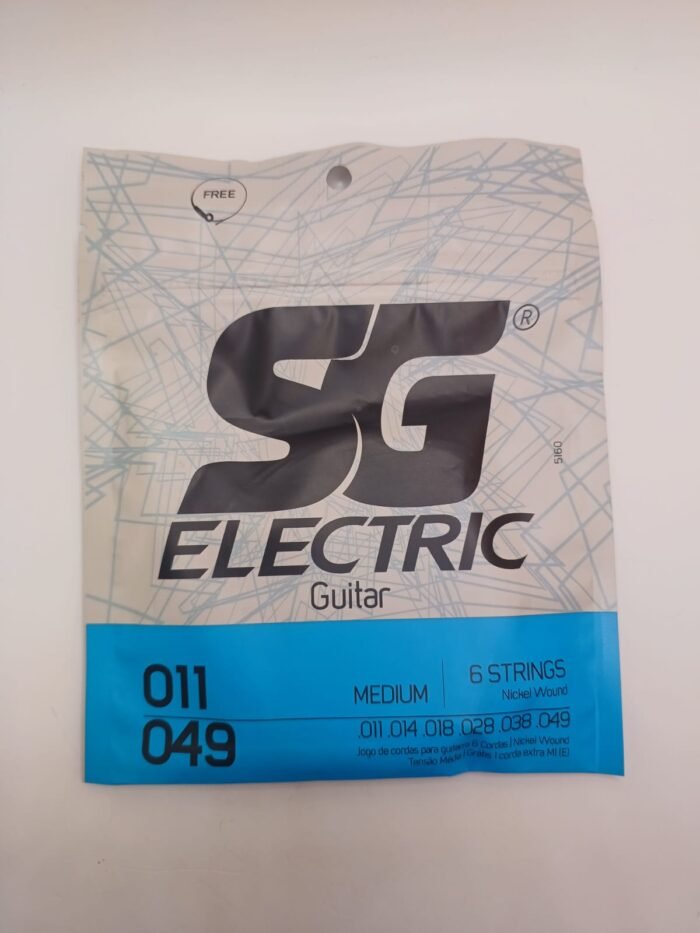 FREE
SG®
5160
ELECTRIC
Guitar
011
049
MEDIUM
6 STRINGS
Nickel Wound
.011 .014 .018 .028 .038 .049
Jogo de cordas para guitarra 6 Cordas | Nickel Wound
Tensão Média | Grátis 1 corda extra MI (E)